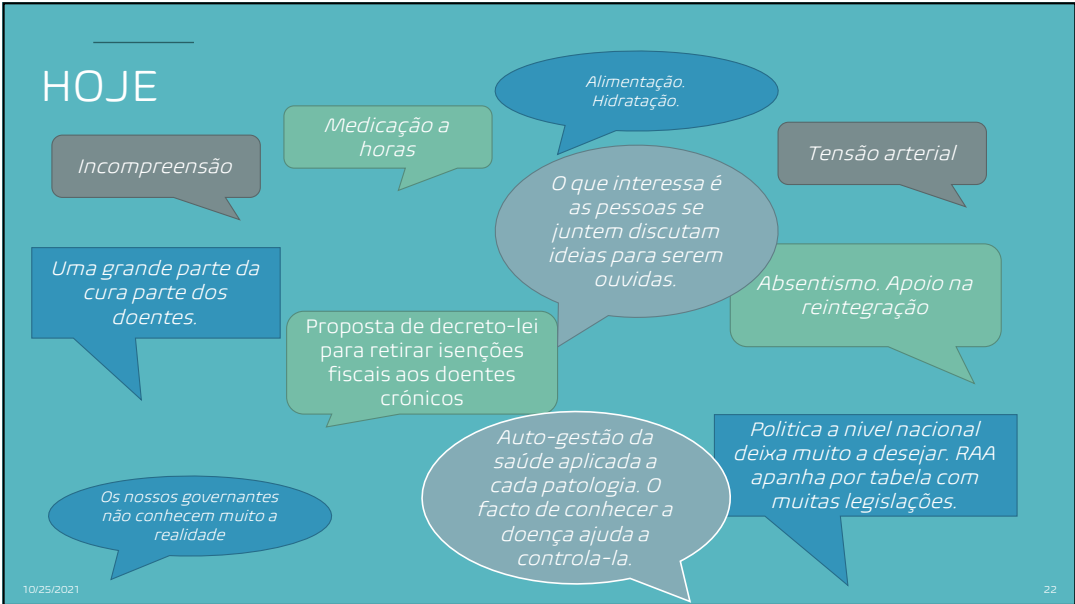 HOJE
Alimentação.
Hidratação.
Medicação a
horas
Incompreensão
Tensão arterial
O que interessa é
as pessoas se
juntem discutam
ideias para serem
ouvidas.
Uma grande parte da
cura parte dos
doentes.
Absentismo. Apoio na
reintegração
Proposta de decreto-lei
para retirar isenções
fiscais aos doentes
crónicos
Auto-gestão da
saúde aplicada a
cada patologia. O
facto de conhecer a
doença ajuda a
controla-la.
Politica a nivel nacional
deixa muito a desejar. RAA
apanha por tabela com
muitas legislações.
Os nossos governantes
não conhecem muito a
realidade
10/25/2021
22